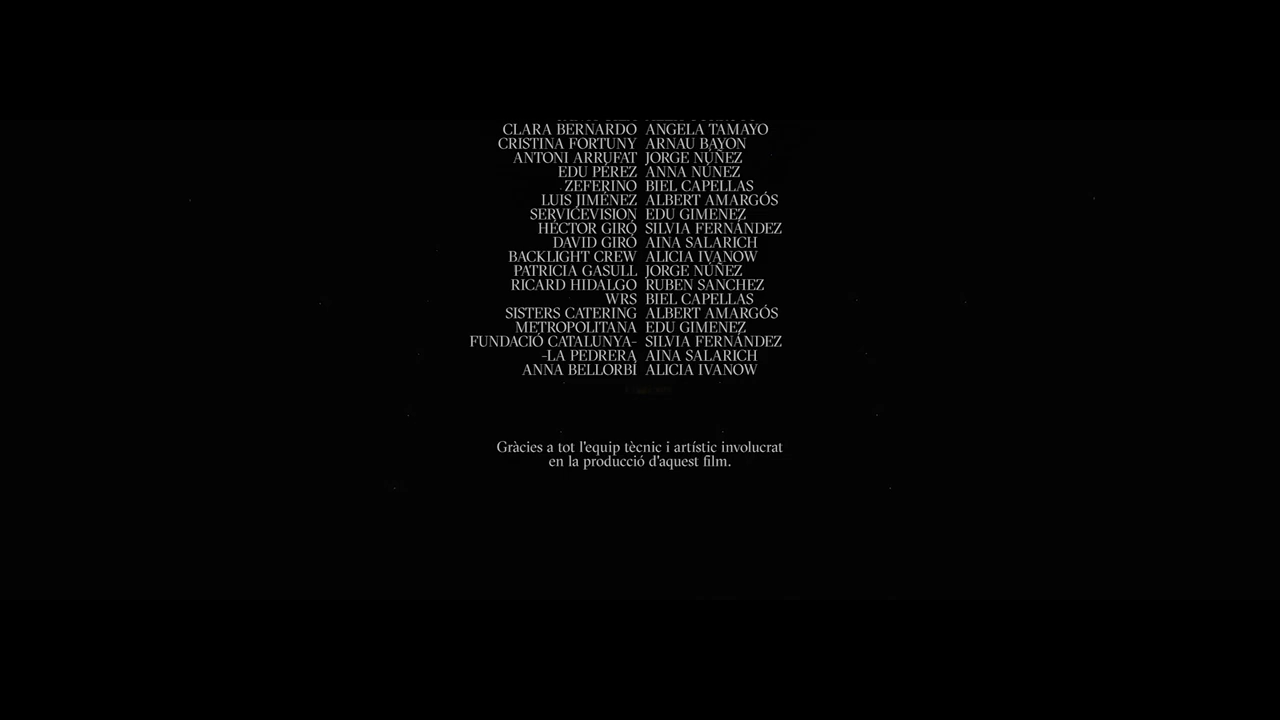 CLARA BERNARDO ANGELA TAMAYO
CRISTINA FORTUNY ARNAU BAYON
ANTONI ARRUFAT JORGE NÚÑEZ
EDU PÉREZ ANNA NÚNEZ
ZEFERINO BIEL CAPELLAS
LUIS JIMÉNEZ ALBERT AMARGÓS
SERVICEVISION EDU GIMENEZ
HÉCTOR GIRÓ SILVIA FERNÁNDEZ
DAVID GIRÓ AINA SALARICH
BACKLIGHT CREW ALICIA IVANOW
PATRICIA GASULL JORGE NÚÑEZ
RICARD HIDALGO RUBEN SANCHEZ
WRS BIEL CAPELLAS
SISTERS CATERING ALBERT AMARGÓS
METROPOLITANA EDU GIMENEZ
FUNDACIÓ CATALUNYA- SILVIA FERNÁNDEZ
-LA PEDRERA AINA SALARICH
ANNA BELLORBÍ ALICIA IVANOW
Gràcies a tot l'equip tècnic i artístic involucrat
en la producció d'aquest film.